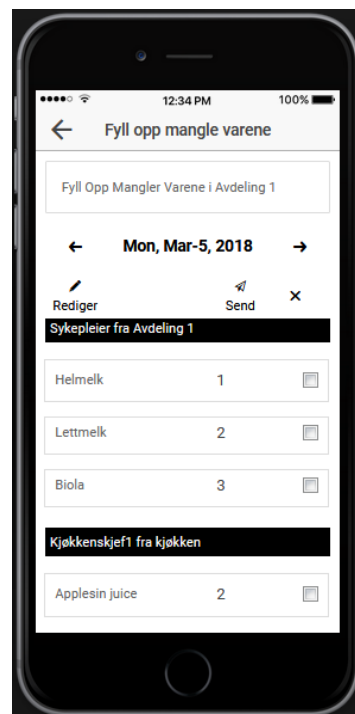 12:34 PM 100%
Fyll opp mangle varene
Fyll Opp Mangler Varene i Avdeling 1
Mon, Mar-5, 2018
Rediger Send
Sykepleier fra Avdeling 1
Helmelk 1
Lettmelk 2
Biola 3
Kjøkkenskjef1 fra kjøkken
Applesin juice 2